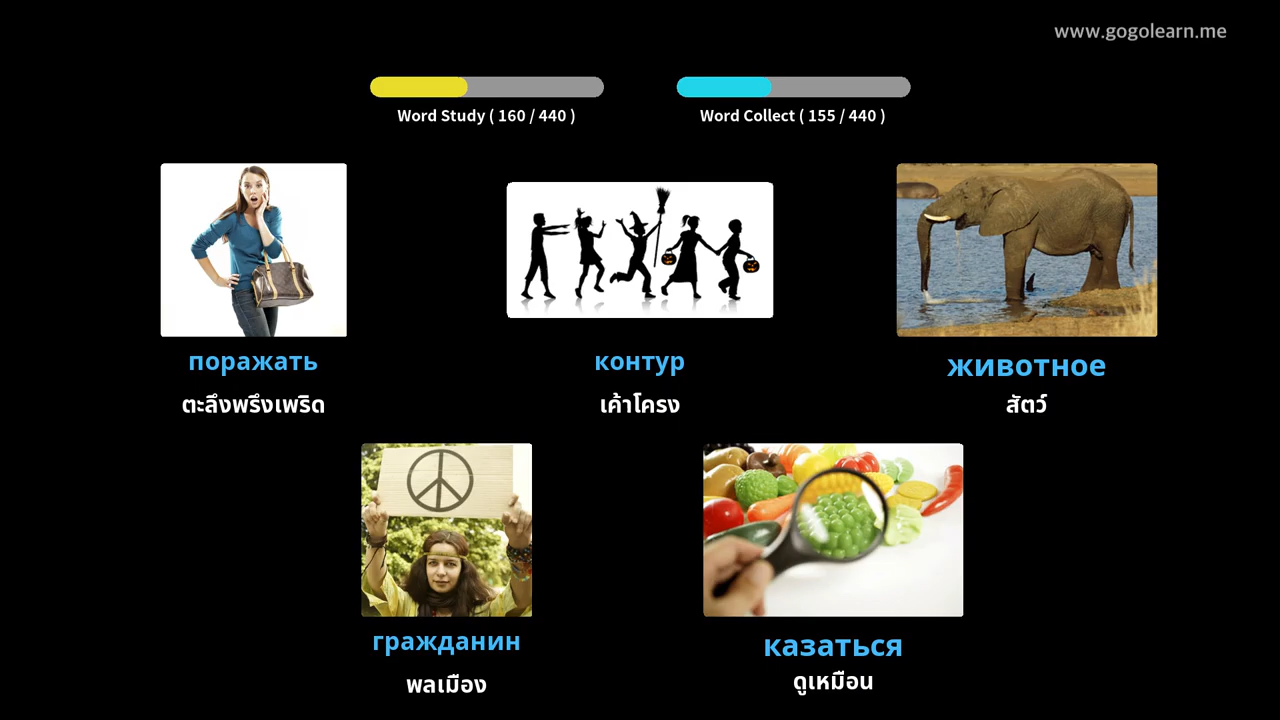 www.gogolearn.me
Word Study ( 160 / 440 )
Word Collect ( 155 / 440 )
поражать
контур
животное
ตะลึงพรึงเพริด
เค้าโครง
สัตว์
гражданин
казаться
พลเมือง
ดูเหมือน